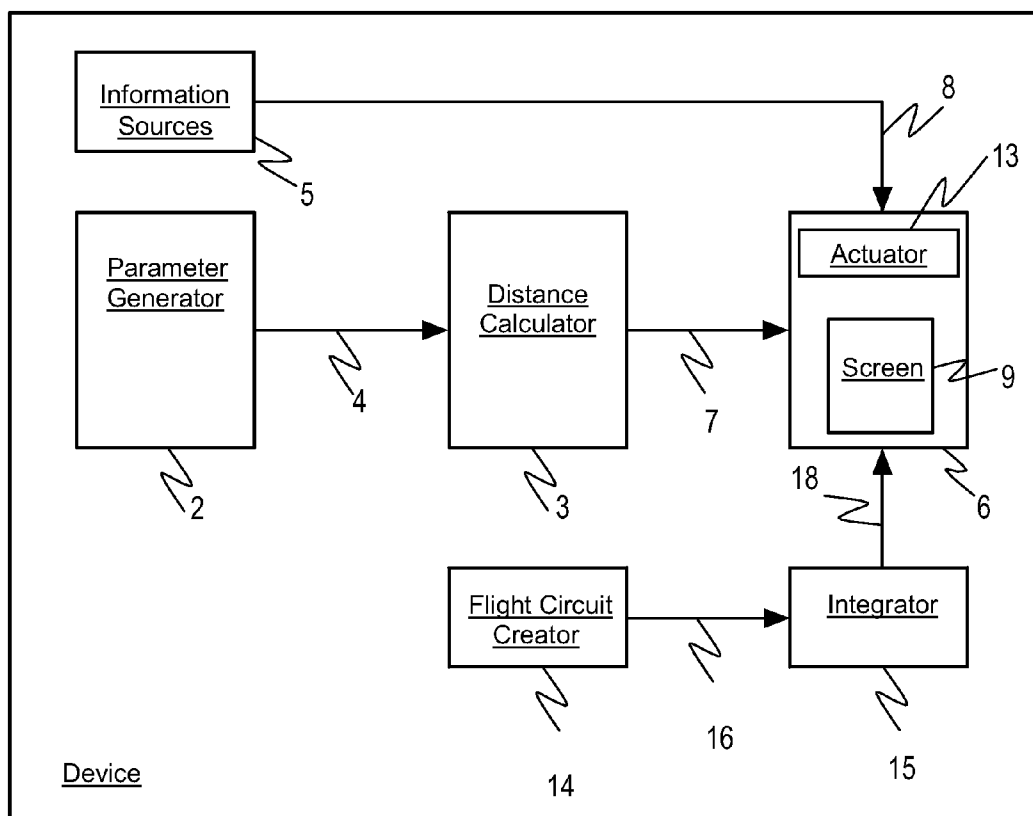 Information
Sources
8
13
5
Parameter
Generator
Distance
Calculator
Actuator
Screen
9
4
7
2
3
18
6
Flight Circuit
Creator
Integrator
16
14
15
Device